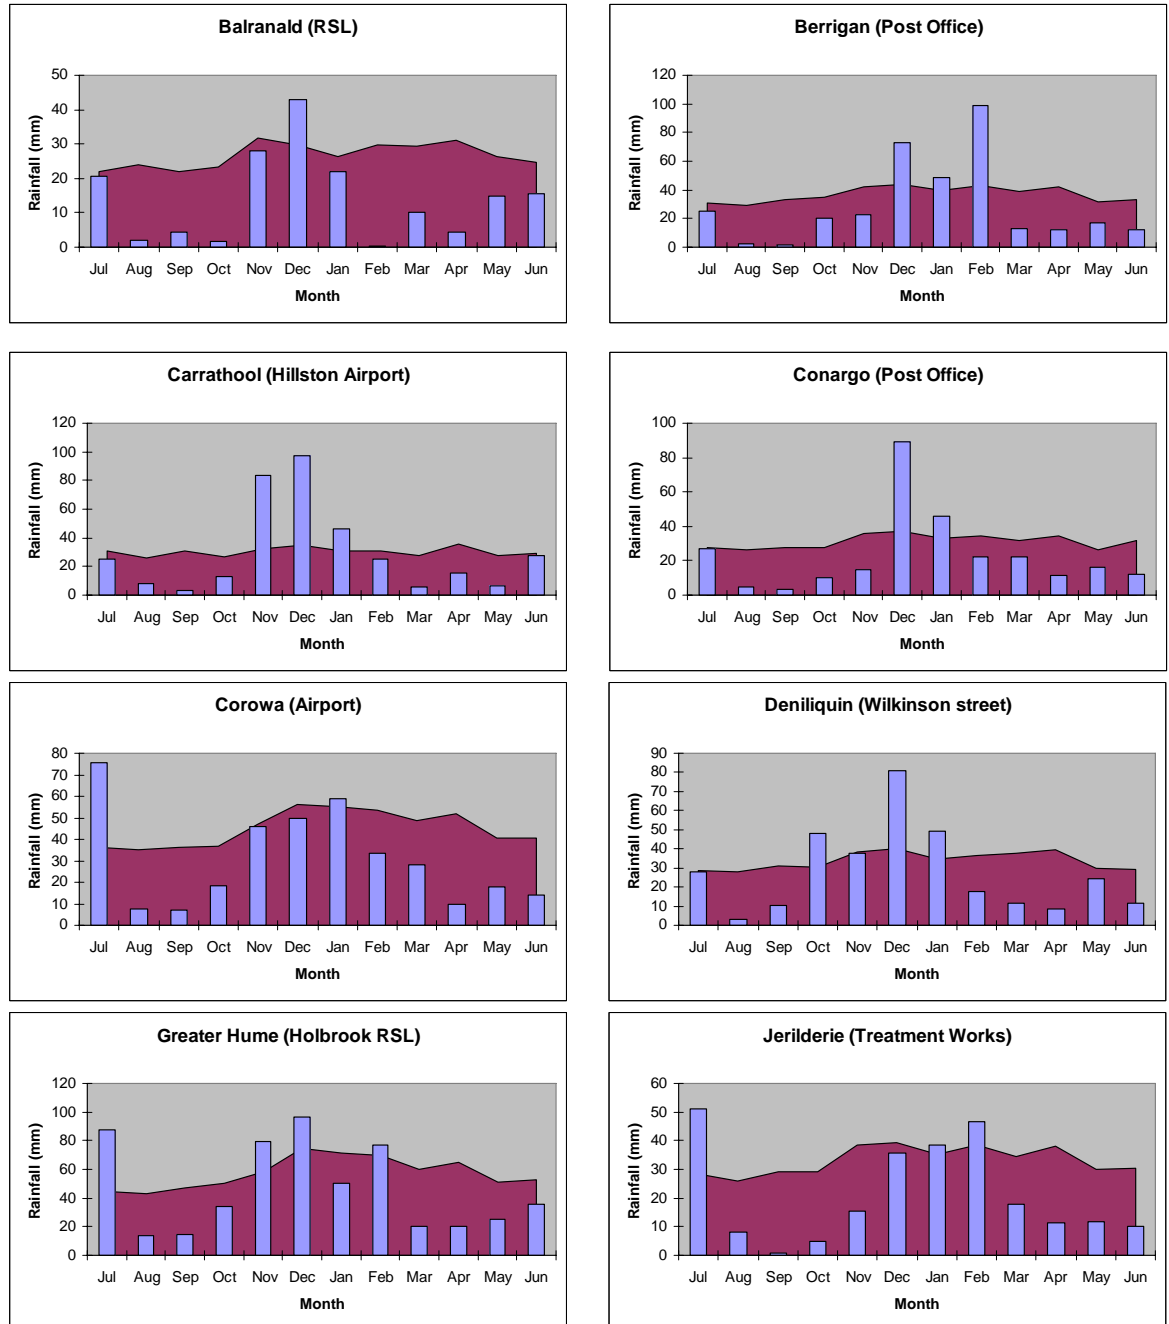 Balranald (RSL)
50
40
30
20
10
0
Rainfall (mm)
Jul Aug Sep Oct Nov Dec Jan Feb Mar Apr May Jun
Month
Berrigan (Post Office)
120
100
80
60
40
20
0
Rainfall (mm)
Jul Aug Sep Oct Nov Dec Jan Feb Mar Apr May Jun
Month
Carrathool (Hillston Airport)
120
100
80
60
40
20
0
Rainfall (mm)
Jul Aug Sep Oct Nov Dec Jan Feb Mar Apr May Jun
Month
Conargo (Post Office)
100
80
60
40
20
0
Rainfall (mm)
Jul Aug Sep Oct Nov Dec Jan Feb Mar Apr May Jun
Month
Corowa (Airport)
80
70
60
50
40
30
20
10
0
Rainfall (mm)
Jul Aug Sep Oct Nov Dec Jan Feb Mar Apr May Jun
Month
Deniliquin (Wilkinson street)
90
80
70
60
50
40
30
20
10
0
Rainfall (mm)
Jul Aug Sep Oct Nov Dec Jan Feb Mar Apr May Jun
Month
Greater Hume (Holbrook RSL)
120
100
80
60
40
20
0
Rainfall (mm)
Jul Aug Sep Oct Nov Dec Jan Feb Mar Apr May Jun
Month
Jerilderie (Treatment Works)
60
50
40
30
20
10
0
Rainfall (mm)
Jul Aug Sep Oct Nov Dec Jan Feb Mar Apr May Jun
Month